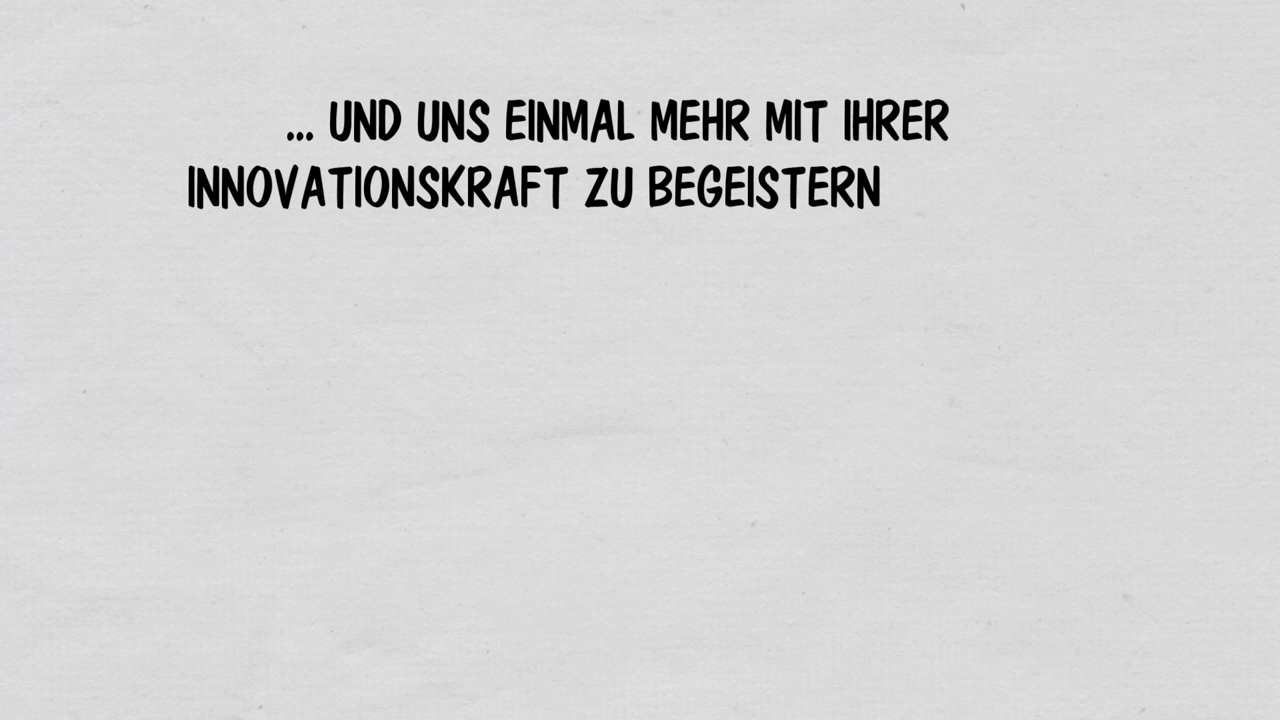 ... UND UNS EINMAL MEHR MIT IHRER
INNOVATIONSKRAFT ZU BEGEISTERN